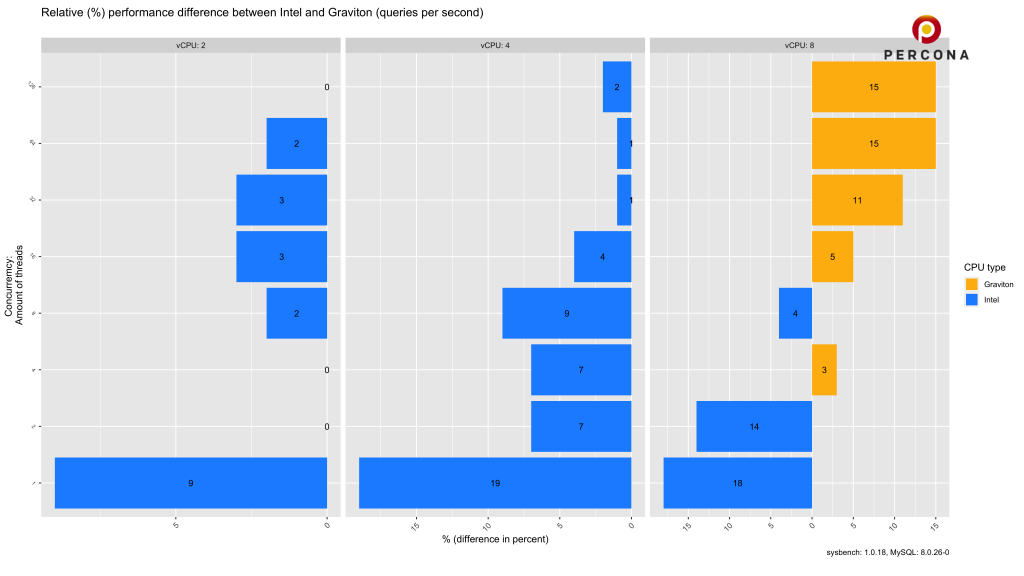 Relative (%) performance difference between Intel and Graviton (queries per second)
PERCONA
vCPU: 2
vCPU: 4
vCPU: 8
0
2
15
2
1
15
3
1
11
3
4
5
2
9
4
0
7
3
0
7
14
9
19
18
Concurrency:
Amount of threads
CPU type
Graviton
Intel
5 0
15 10 5 0
15 10 5 0 5 10 15
% (difference in percent)
sysbench: 1.0.18, MySQL: 8.0.26-0